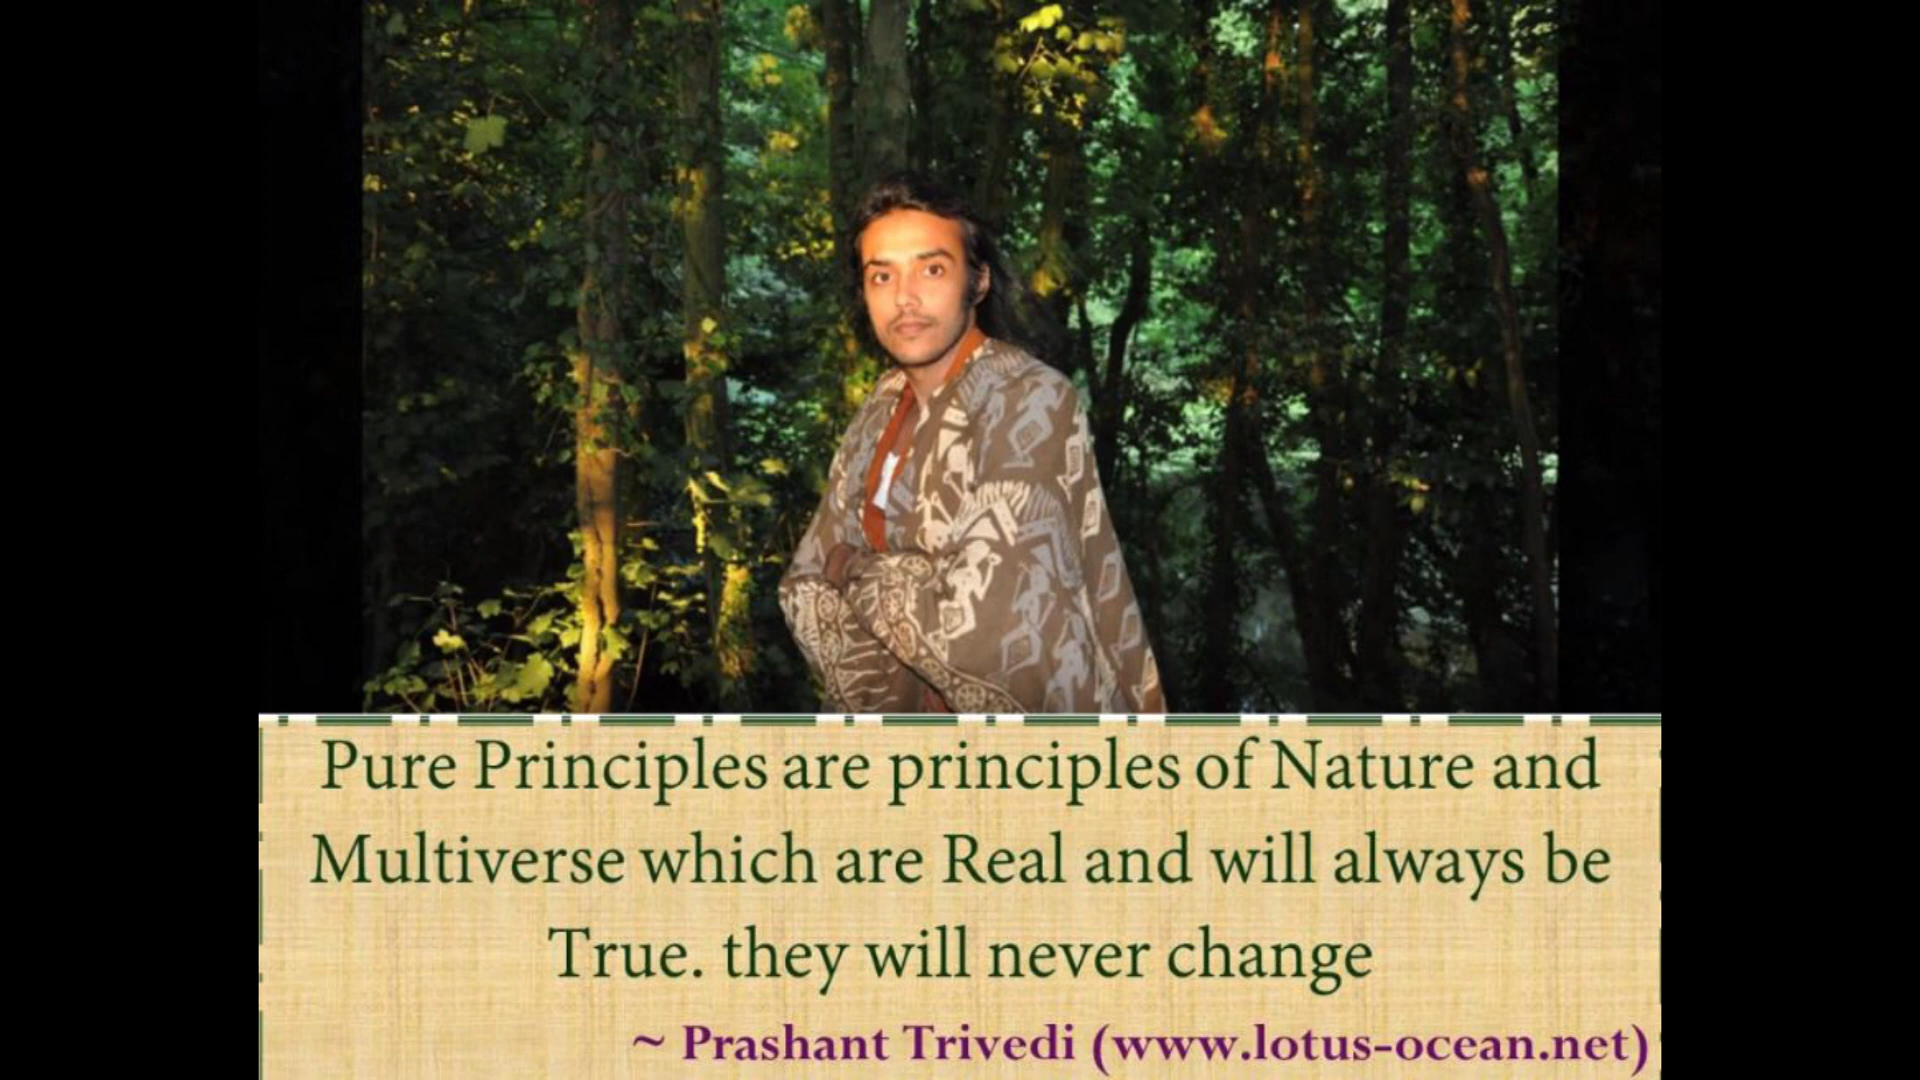 Pure Principles are principles of Nature and
Multiverse which are Real and will always be
True. they will never change
~ Prashant Trivedi (www.lotus-ocean.net)